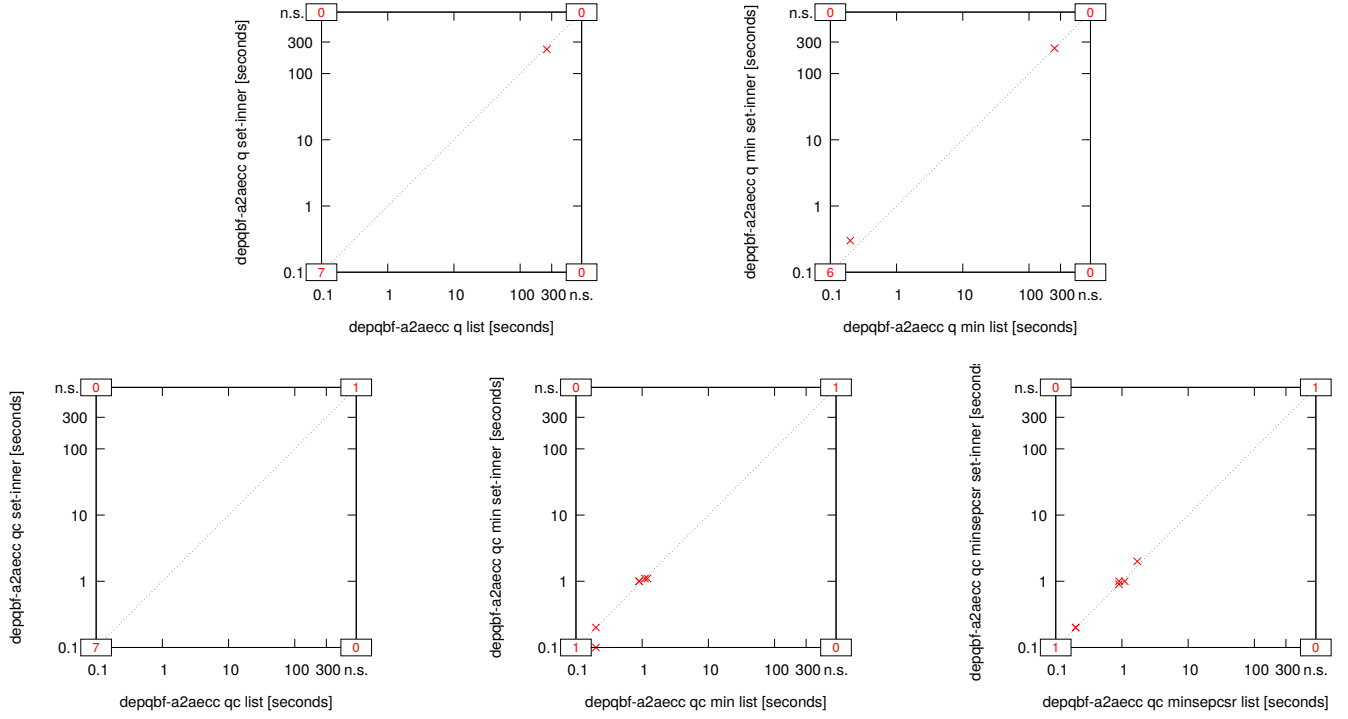 n.s. 0 0
300
100
10
1
0.1 7 0
0.1 1 10 100 300 n.s.
depqbf-a2aecc q set-inner [seconds]
depqbf-a2aecc q list [seconds]
n.s. 0 0
300
100
10
1
0.1 6 0
0.1 1 10 100 300 n.s.
depqbf-a2aecc q min set-inner [seconds]
depqbf-a2aecc q min list [seconds]
n.s. 0 1
300
100
10
1
0.1 7 0
0.1 1 10 100 300 n.s.
depqbf-a2aecc qc set-inner [seconds]
depqbf-a2aecc qc list [seconds]
n.s. 0 1
300
100
10
1
0.1 1 0
0.1 1 10 100 300 n.s.
depqbf-a2aecc qc min set-inner [seconds]
depqbf-a2aecc qc min list [seconds]
n.s. 0 1
300
100
10
1
0.1 1 0
0.1 1 10 100 300 n.s.
depqbf-a2aecc qc minsepcsr set-inner [second
depqbf-a2aecc qc minsepcsr list [seconds]